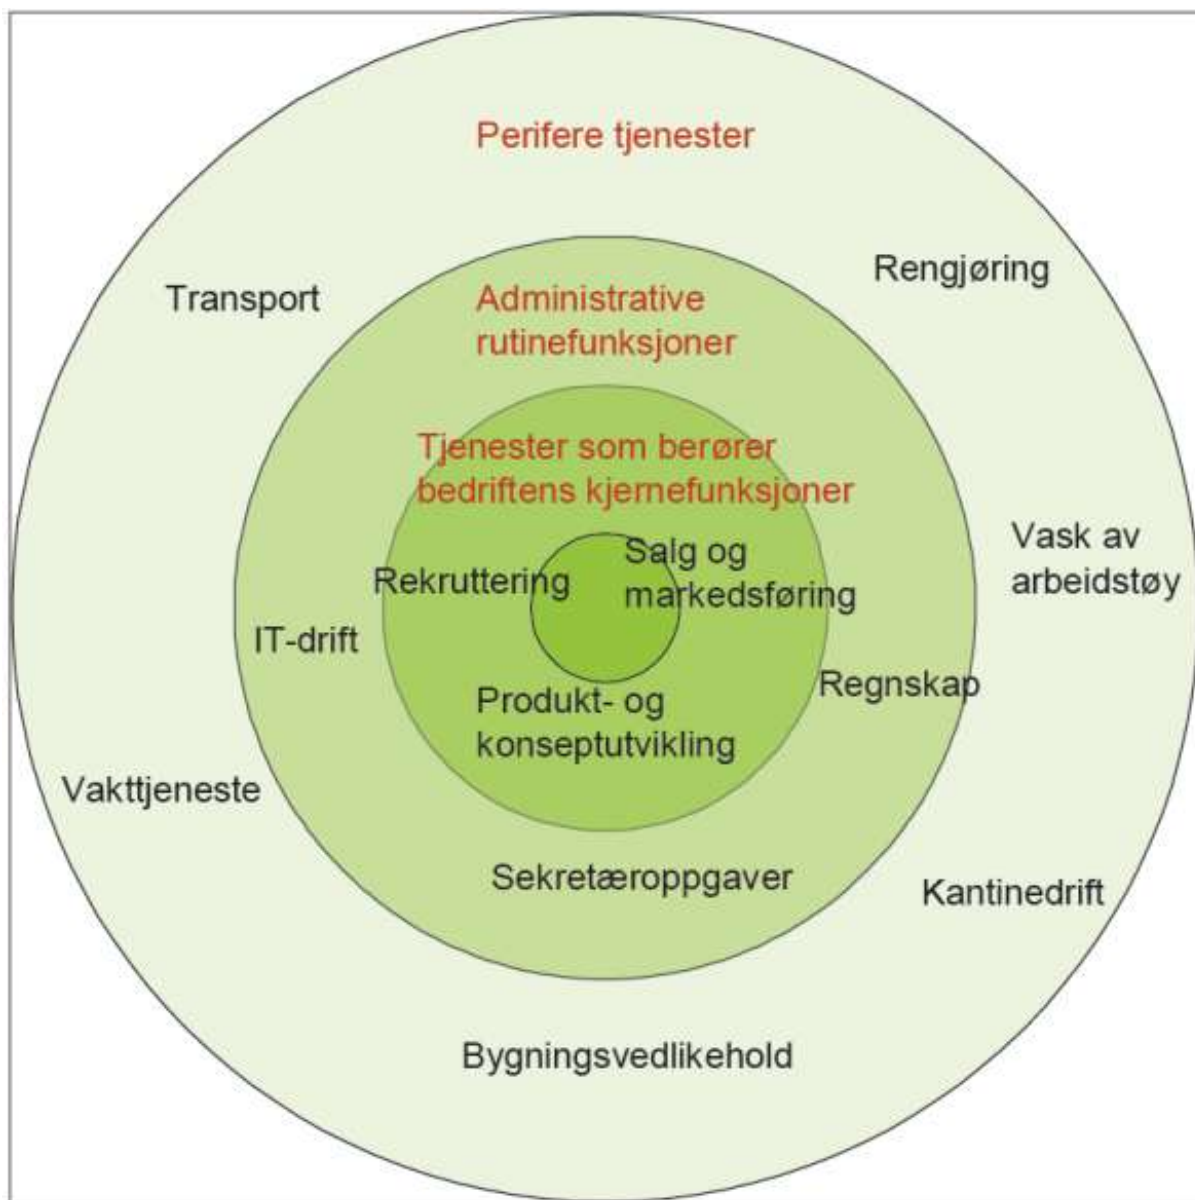 Perifere tjenester
Rengjøring
Transport
Administrative
rutinefunksjoner
Tjenester som berører
bedriftens kjernefunksjoner
Salg og
markedsføring
Rekruttering
Vask av
arbeidstøy
IT-drift
Regnskap
Produkt- og
konseptutvikling
Vakttjeneste
Sekretæroppgaver
Kantinedrift
Bygningsvedlikehold